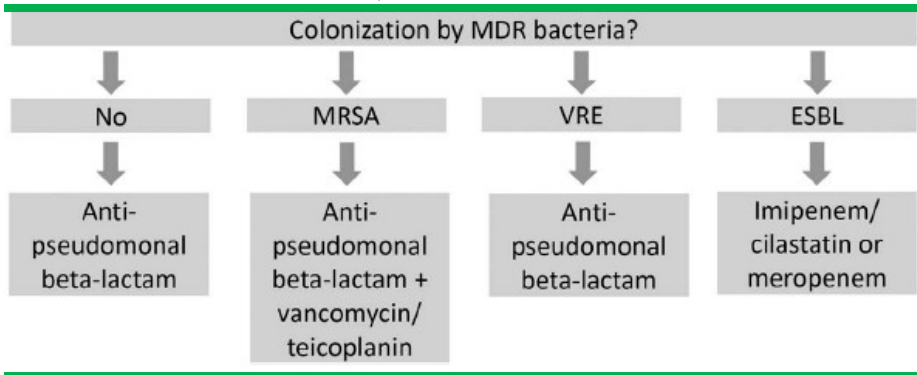 Colonization by MDR bacteria?
No
MRSA
VRE
ESBL
Anti-
pseudomonal
beta-lactam
Anti-
pseudomonal
beta-lactam +
vancomycin/
teicoplanin
Anti-
pseudomonal
beta-lactam
Imipenem/
cilastatin or
meropenem